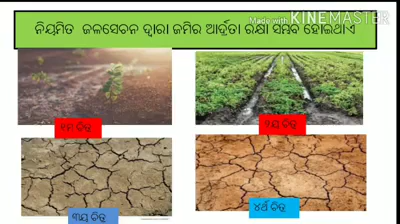 Made with KINEMASTER
ନିୟମିତ ଜଳସେଚନ ଦ୍ୱାରା ଜମିର ଆର୍ଦ୍ରତା ରକ୍ଷା ସମ୍ଭବ ହୋଇଥାଏ
୧ମ ଚିତ୍ର
୨ୟ ଚିତ୍ର
୩ୟ ଚିତ୍ର
୪ର୍ଥ ଚିତ୍ର